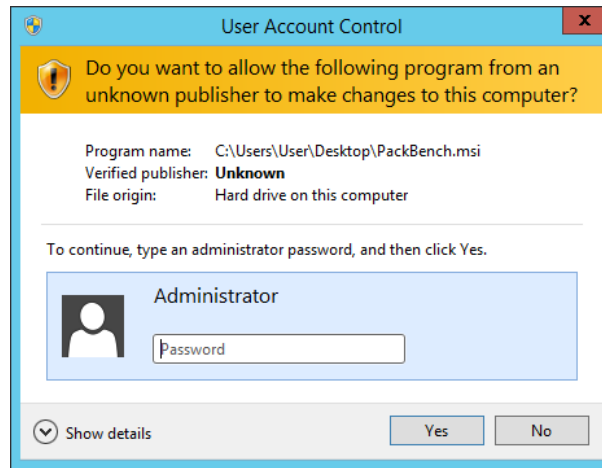 User Account Control
x
Do you want to allow the following program from an
unknown publisher to make changes to this computer?
Program name: C:\Users\User\Desktop\PackBench.msi
Verified publisher: Unknown
File origin: Hard drive on this computer
To continue, type an administrator password, and then click Yes.
Administrator
Password
Show details Yes No